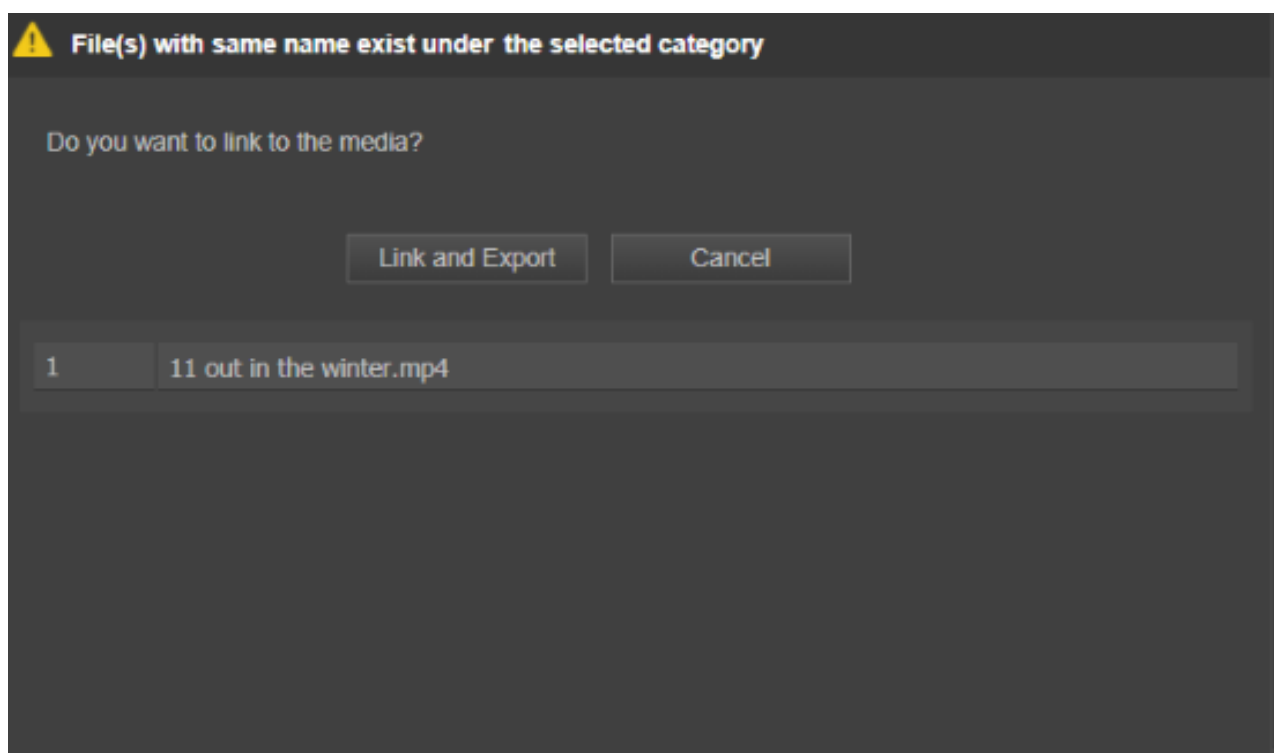 File(s) with same name exist under the selected category
Do you want to link to the media?
Link and Export Cancel
1 11 out in the winter.mp4